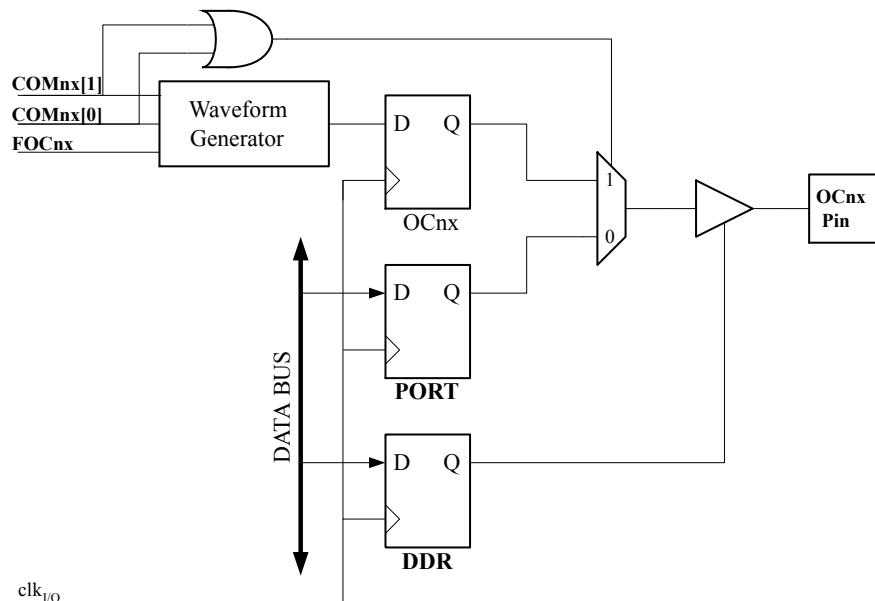 COMnx[1]
COMnx[0]
FOCnx
Waveform
Generator
D Q
OCnx
1
0
OCnx
Pin
D Q
PORT
DATA BUS
D Q
DDR
clkI/O